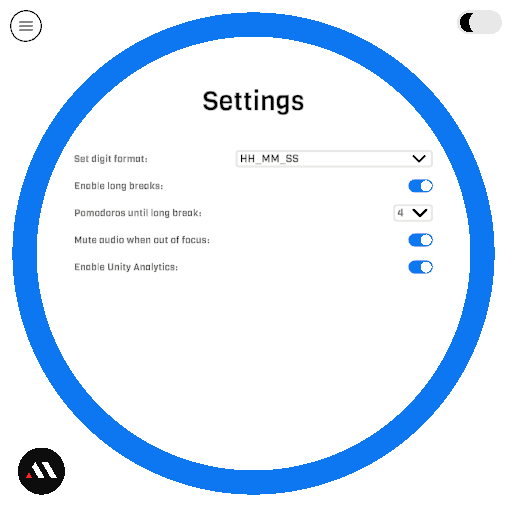 Settings
Set digit format: HH_MM_SS
Enable long breaks:
Pomodoros until long break: 4
Mute audio when out of focus:
Enable Unity Analytics: